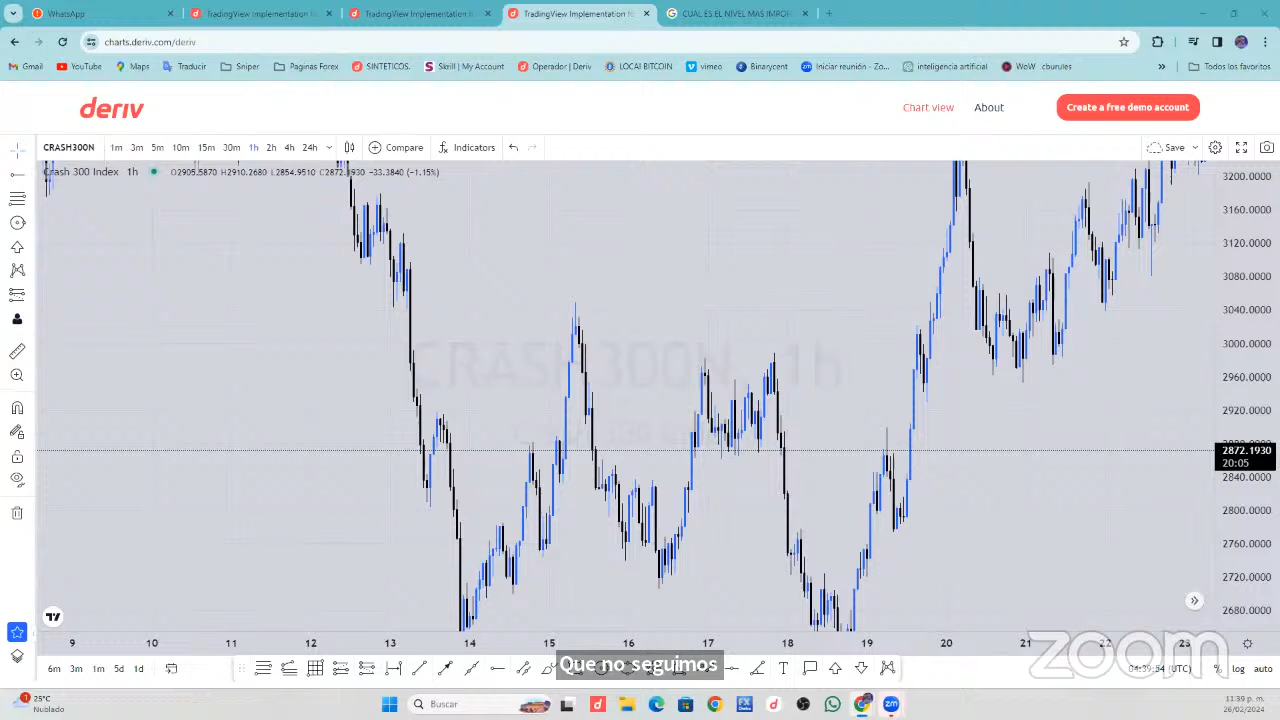 WhatsApp
TradingView Implementation fo
TradingView Implementation f
TradingView Implementation fo
CUAL ES EL NIVEL MAS IMPOR
charts.deriv.com/deriv
Gmail
YouTube
Maps
Traducir
Sniper
Paginas Forex
SINTETICOS.
Skrill | My Account
Operador | Deriv
LOCAl BITCOIN
vimeo
Binarycent
Iniciar reunión - Zo...
inteligencia artificial
WoW cburules
Todos los favoritos
deriv
Chart view
About
Create a free demo account
CRASH300N
1m 3m 5m 10m 15m 30m 1h 2h 4h 24h
Compare
Indicators
Save
Crash 300 Index 1h
O2905.5870 H2910.2680 L2854.9510 C2872.1930 −33.3840 (−1.15%)
CRASH300N 1h
3200.0000
3160.0000
3120.0000
3080.0000
3040.0000
3000.0000
2960.0000
2920.0000
2872.1930
20:05
2840.0000
2800.0000
2760.0000
2720.0000
2680.0000
9 10 11 12 13 14 15 16 17 18 19 20 21 22 23
6m 3m 1m 5d 1d
Que no seguimos
zoom
04:39:54 (UTC)
% log auto
25°C
Nublado
Buscar
11:39 p. m.
26/02/2024